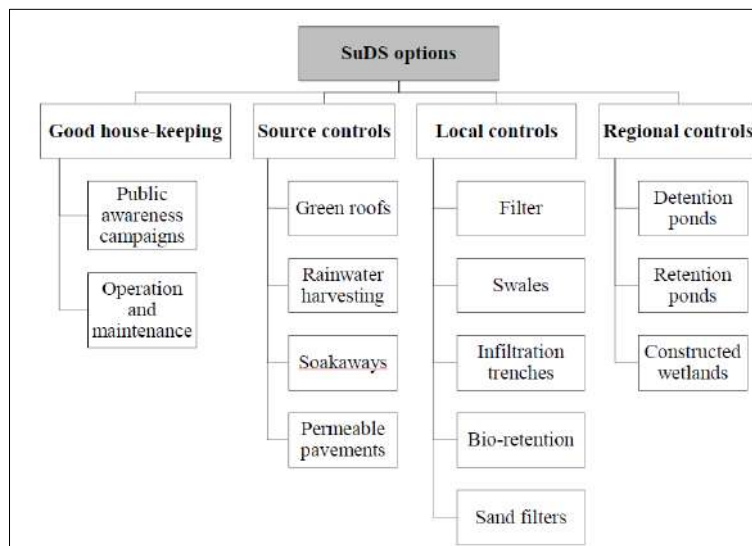 SuDS options
Good house-keeping
Public
awareness
campaigns
Operation
and
maintenance
Source controls
Green roofs
Rainwater
harvesting
Soakaways
Permeable
pavements
Local controls
Filter
Swales
Infiltration
trenches
Bio-retention
Sand filters
Regional controls
Detention
ponds
Retention
ponds
Constructed
wetlands